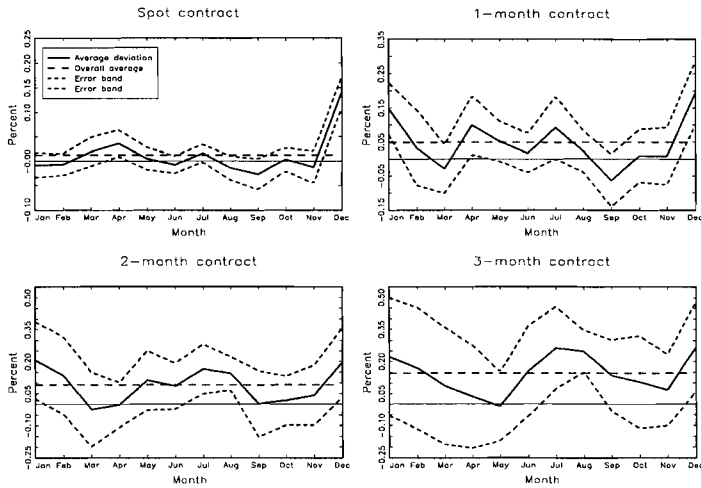 Spot contract
Percent
0.25
0.20
0.15
0.10
0.05
-0.00
-0.10
Average deviation
Overall average
Error band
Error band
Jan Feb Mar Apr May Jun Jul Aug Sep Oct Nov Dec
Month
1-month contract
Percent
0.35
0.25
0.15
0.05
-0.05
-0.15
Jan Feb Mar Apr May Jun Jul Aug Sep Oct Nov Dec
Month
2-month contract
Percent
0.50
0.35
0.20
0.05
-0.10
-0.25
Jan Feb Mar Apr May Jun Jul Aug Sep Oct Nov Dec
Month
3-month contract
Percent
0.50
0.35
0.20
0.05
-0.10
-0.25
Jan Feb Mar Apr May Jun Jul Aug Sep Oct Nov Dec
Month